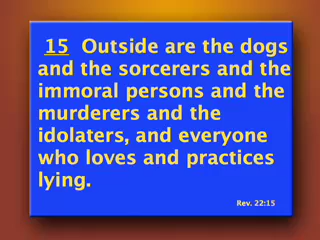 15 Outside are the dogs
and the sorcerers and the
immoral persons and the
murderers and the
idolaters, and everyone
who loves and practices
lying.
Rev. 22:15